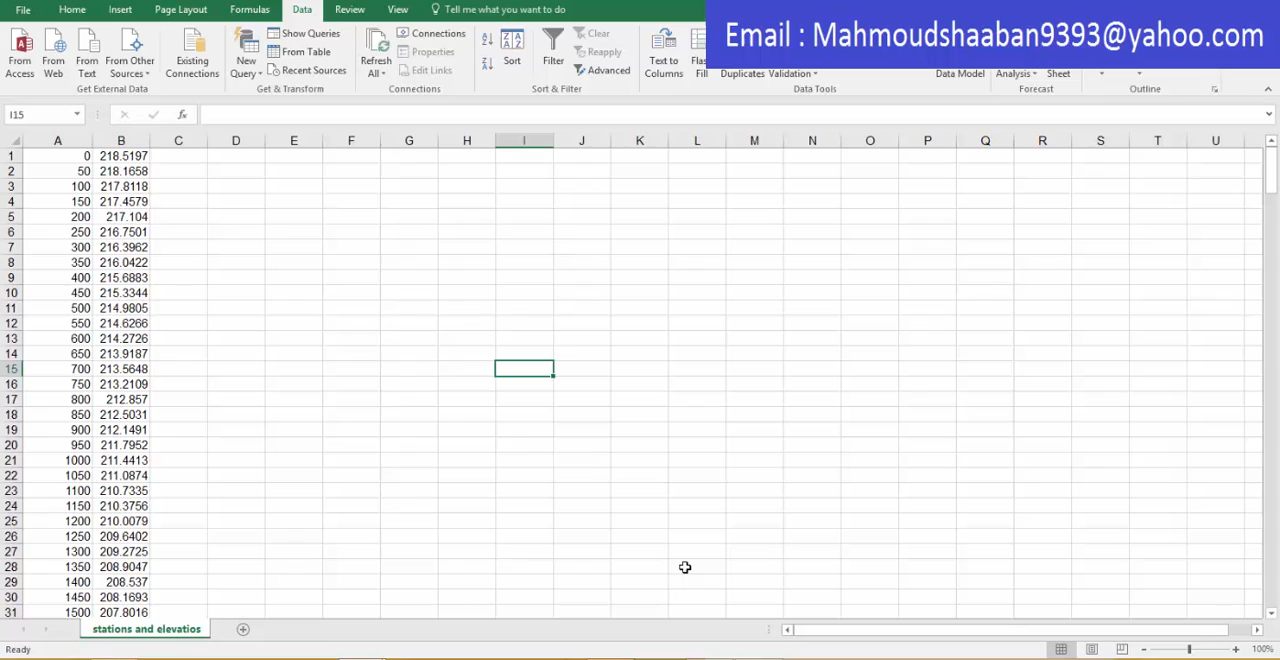 File Home Insert Page Layout Formulas Data Review View Tell me what you want to do
Email : Mahmoudshaaban9393@yahoo.com
From Access
From Web
From Text
From Other Sources
Existing Connections
New Query
Show Queries
From Table
Recent Sources
Refresh All
Connections
Properties
Edit Links
Sort
Filter
Clear
Reapply
Advanced
Text to Columns
Fill
Duplicates Validation
Data Model
Analysis Sheet
Get External Data Get & Transform Connections Sort & Filter Data Tools Forecast Outline
I15 fx
A B C D E F G H I J K L M N O P Q R S T U
1 0 218.5197
2 50 218.1658
3 100 217.8118
4 150 217.4579
5 200 217.104
6 250 216.7501
7 300 216.3962
8 350 216.0422
9 400 215.6883
10 450 215.3344
11 500 214.9805
12 550 214.6266
13 600 214.2726
14 650 213.9187
15 700 213.5648
16 750 213.2109
17 800 212.857
18 850 212.5031
19 900 212.1491
20 950 211.7952
21 1000 211.4413
22 1050 211.0874
23 1100 210.7335
24 1150 210.3756
25 1200 210.0079
26 1250 209.6402
27 1300 209.2725
28 1350 208.9047
29 1400 208.537
30 1450 208.1693
31 1500 207.8016
stations and elevatios
Ready
100%